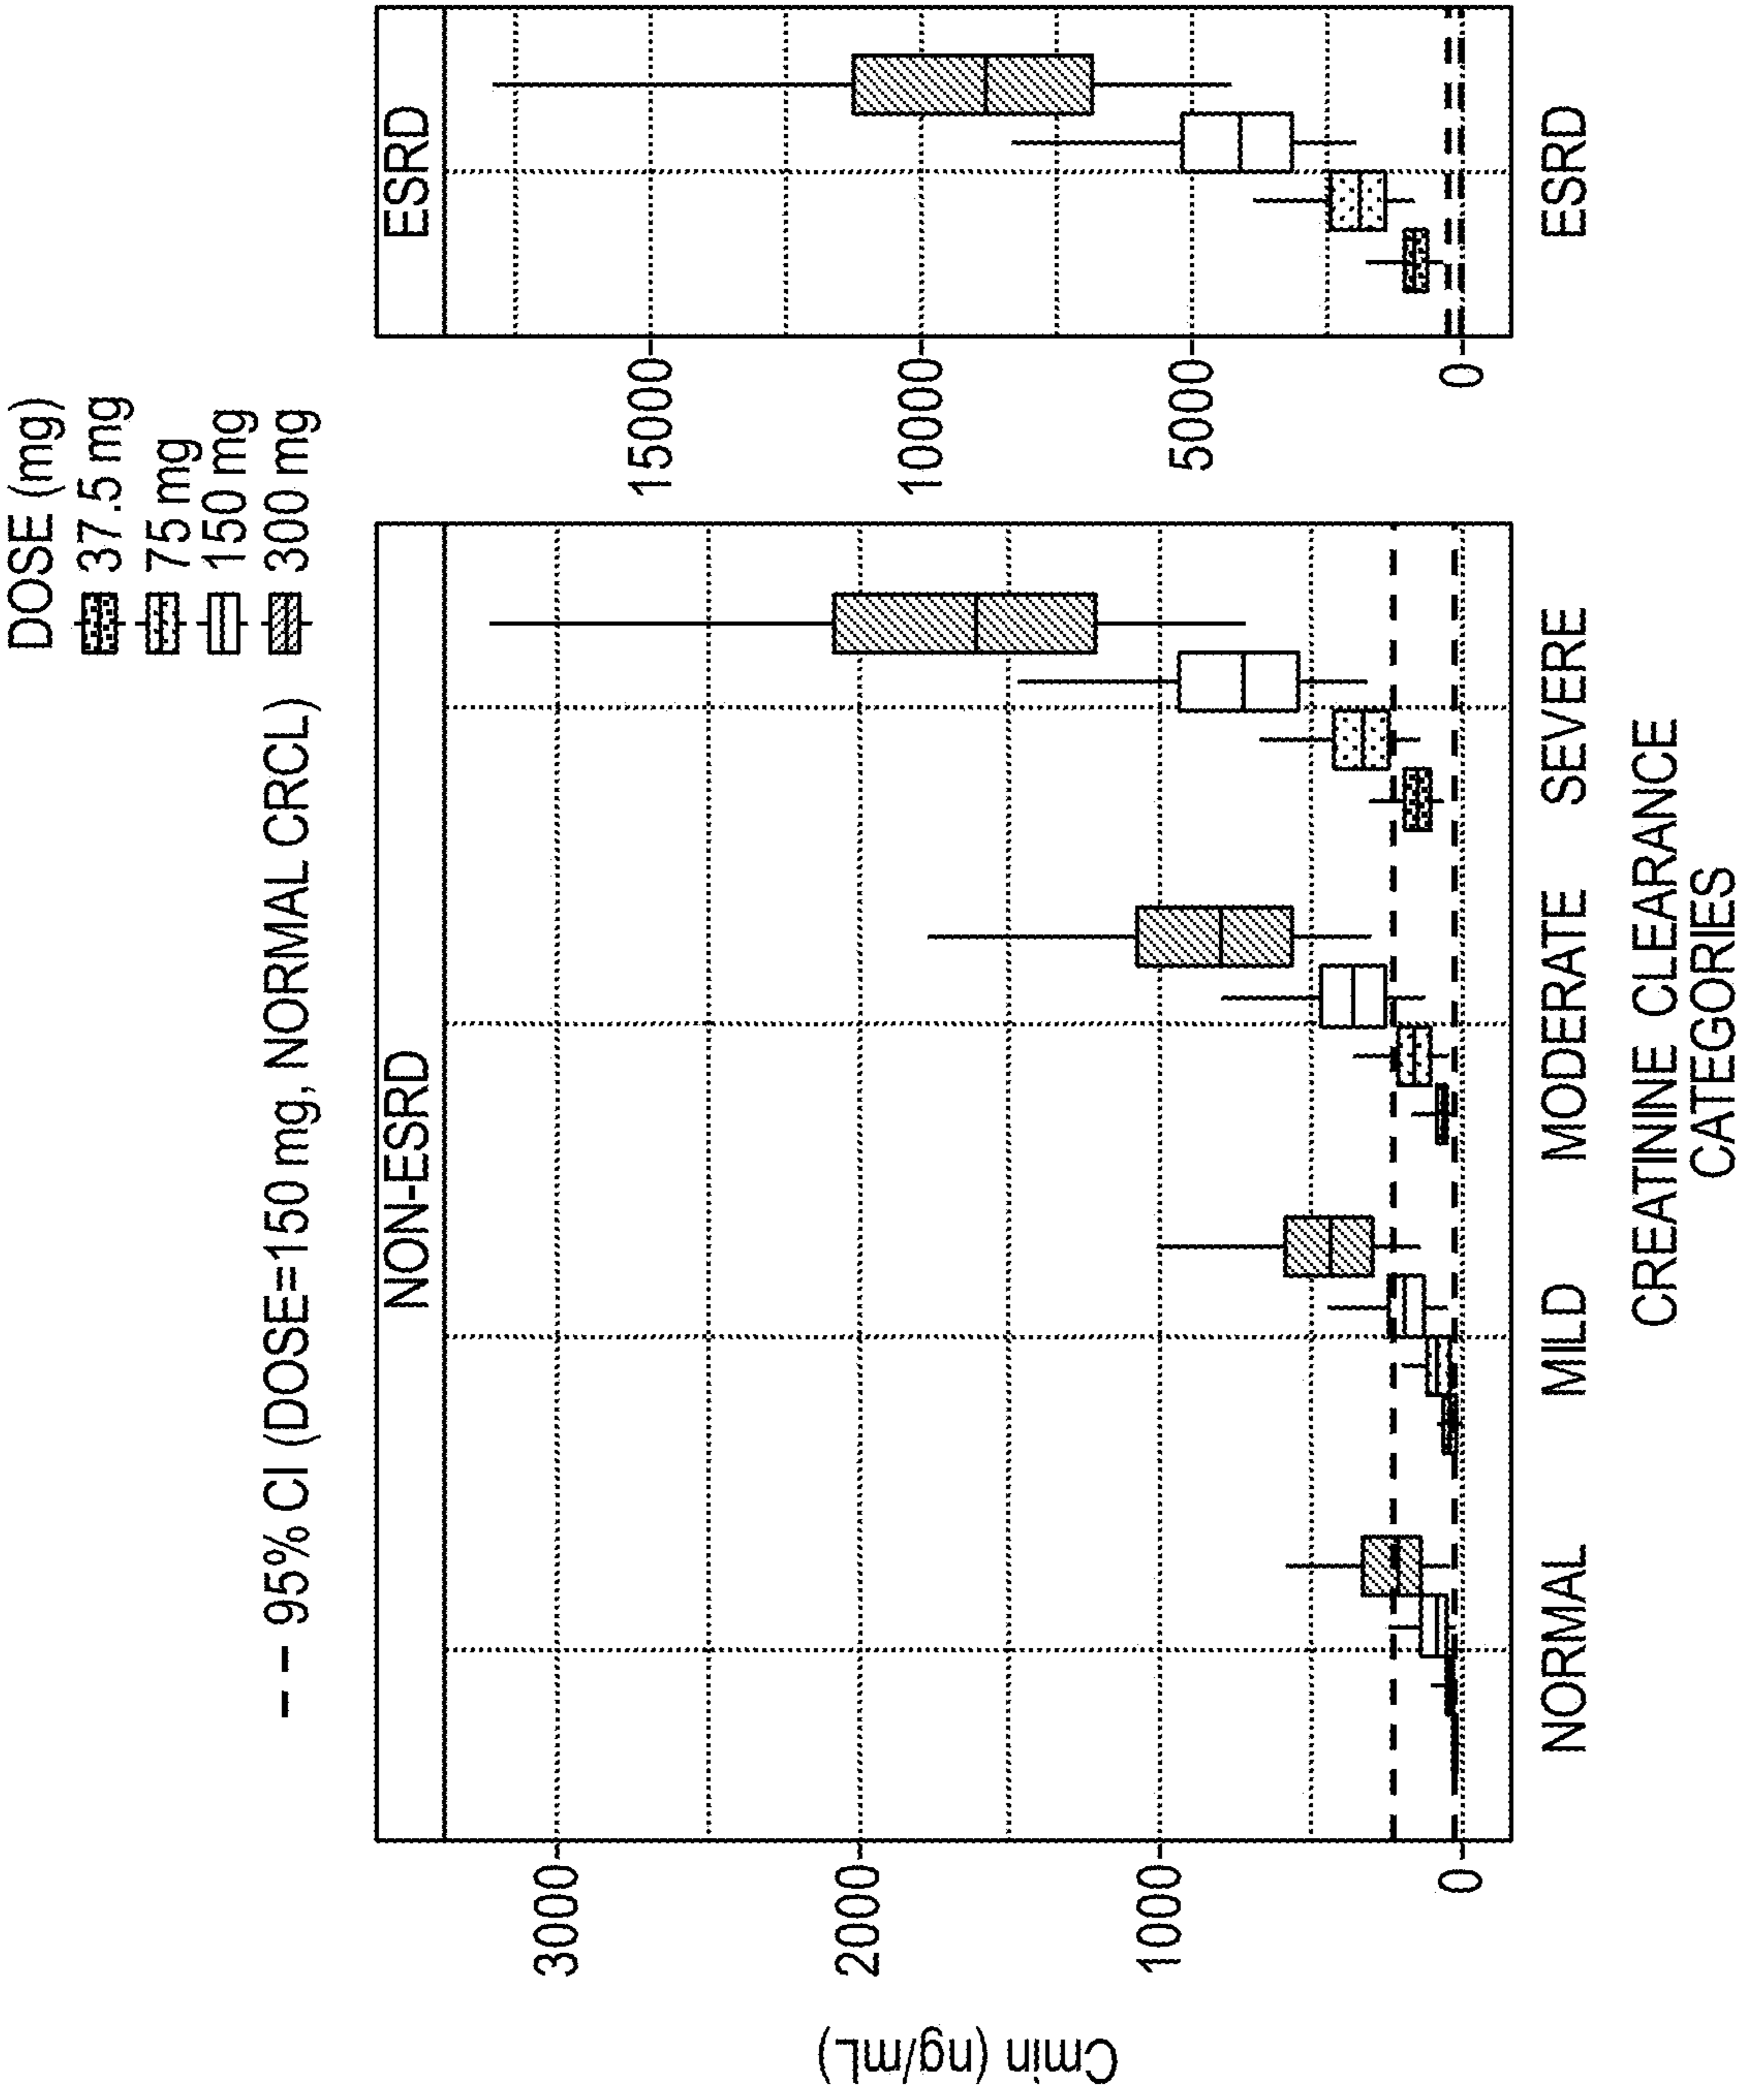 DOSE (mg)
37.5 mg
75 mg
150 mg
300 mg
- - 95% CI (DOSE=150 mg, NORMAL CRCL)
NON-ESRD
ESRD
Cmin (ng/mL)
3000
2000
1000
0
15000
10000
5000
0
NORMAL
MILD
MODERATE
SEVERE
ESRD
CREATININE CLEARANCE
CATEGORIES